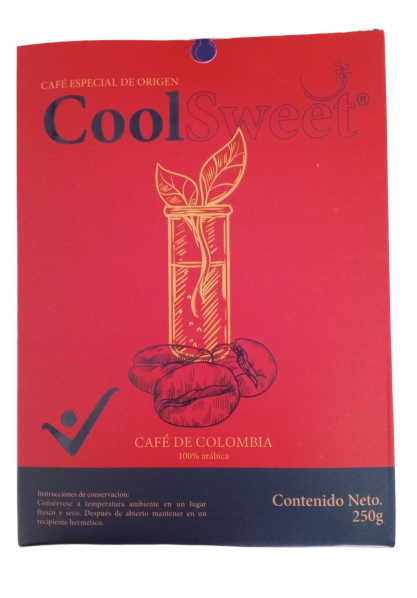 CAFÉ ESPECIAL DE ORIGEN
CoolSweet®
CAFÉ DE COLOMBIA
100% arábica
Instrucciones de conservación:
Consérvese a temperatura ambiente en un lugar
fresco y seco. Después de abierto mantener en un
recipiente hermético.
Contenido Neto.
250g